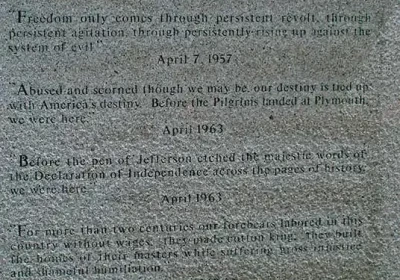 "Freedom only comes through persistent revolt, through
persistent agitation, through persistently rising up against the
system of evil."
April 7, 1957
"Abused and scorned though we may be, our destiny is tied up
with America's destiny. Before the Pilgrims landed at Plymouth,
we were here"
April 1963
"Before the pen of Jefferson etched the majestic words of
the Declaration of Independence across the pages of history,
we were here"
April 1963
"For more than two centuries our forebears labored in this
country without wages; they made cotton king; they built
the homes of their masters while suffering gross injustice
and shameful humiliation